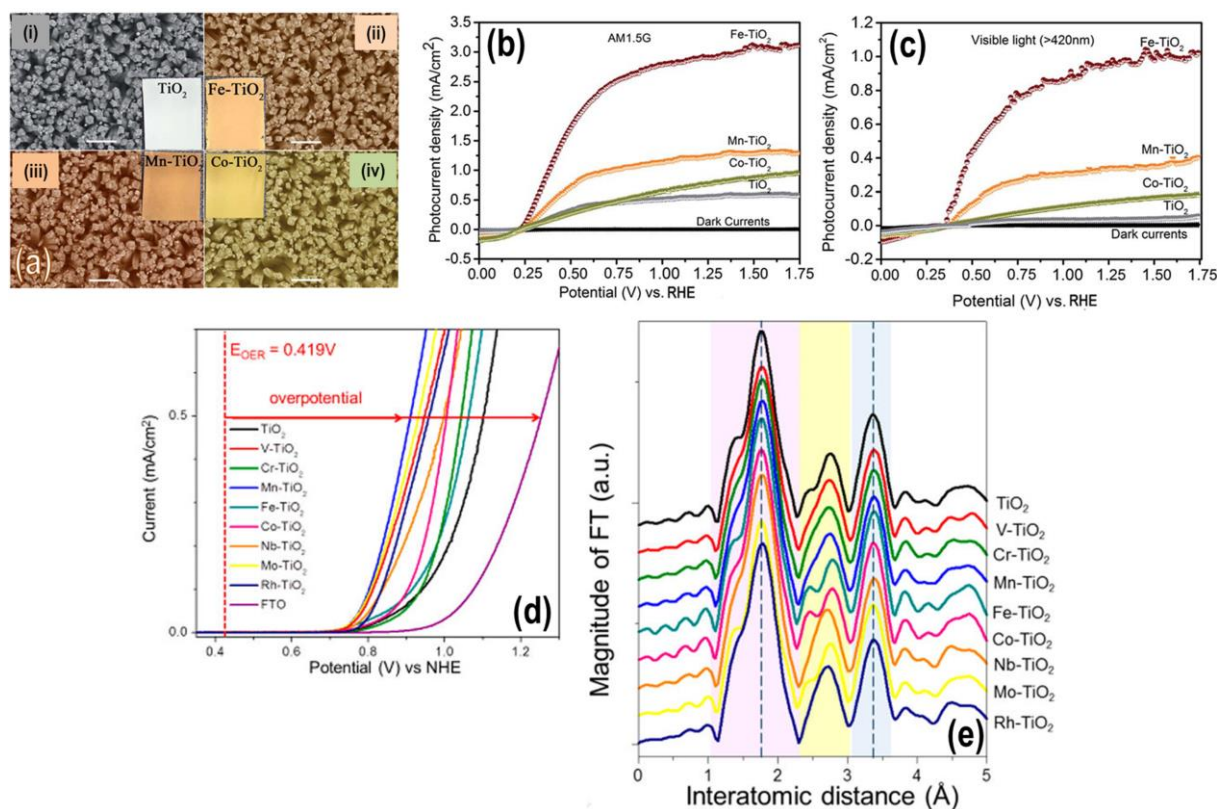 (i)
(ii)
TiO₂
Fe-TiO₂
(iii)
Mn-TiO₂
Co-TiO₂
(iv)
(a)
(b)
AM1.5G
Fe-TiO₂
Mn-TiO₂
Co-TiO₂
TiO₂
Dark Currents
Photocurrent density (mA/cm²)
3.5
3.0
2.5
2.0
1.5
1.0
0.5
0.0
-0.5
0.00 0.25 0.50 0.75 1.00 1.25 1.50 1.75
Potential (V) vs. RHE
(c)
Visible light (>420nm)
Fe-TiO₂
Mn-TiO₂
Co-TiO₂
TiO₂
Dark currents
Photocurrent density (mA/cm²)
1.2
1.0
0.8
0.6
0.4
0.2
0.0
-0.2
0.00 0.25 0.50 0.75 1.00 1.25 1.50 1.75
Potential (V) vs. RHE
E_OER = 0.419V
overpotential
TiO₂
V-TiO₂
Cr-TiO₂
Mn-TiO₂
Fe-TiO₂
Co-TiO₂
Nb-TiO₂
Mo-TiO₂
Rh-TiO₂
FTO
(d)
Current (mA/cm²)
0.5
0.0
0.4 0.6 0.8 1.0 1.2
Potential (V) vs NHE
Magnitude of FT (a.u.)
TiO₂
V-TiO₂
Cr-TiO₂
Mn-TiO₂
Fe-TiO₂
Co-TiO₂
Nb-TiO₂
Mo-TiO₂
Rh-TiO₂
(e)
0 1 2 3 4 5
Interatomic distance (Å)